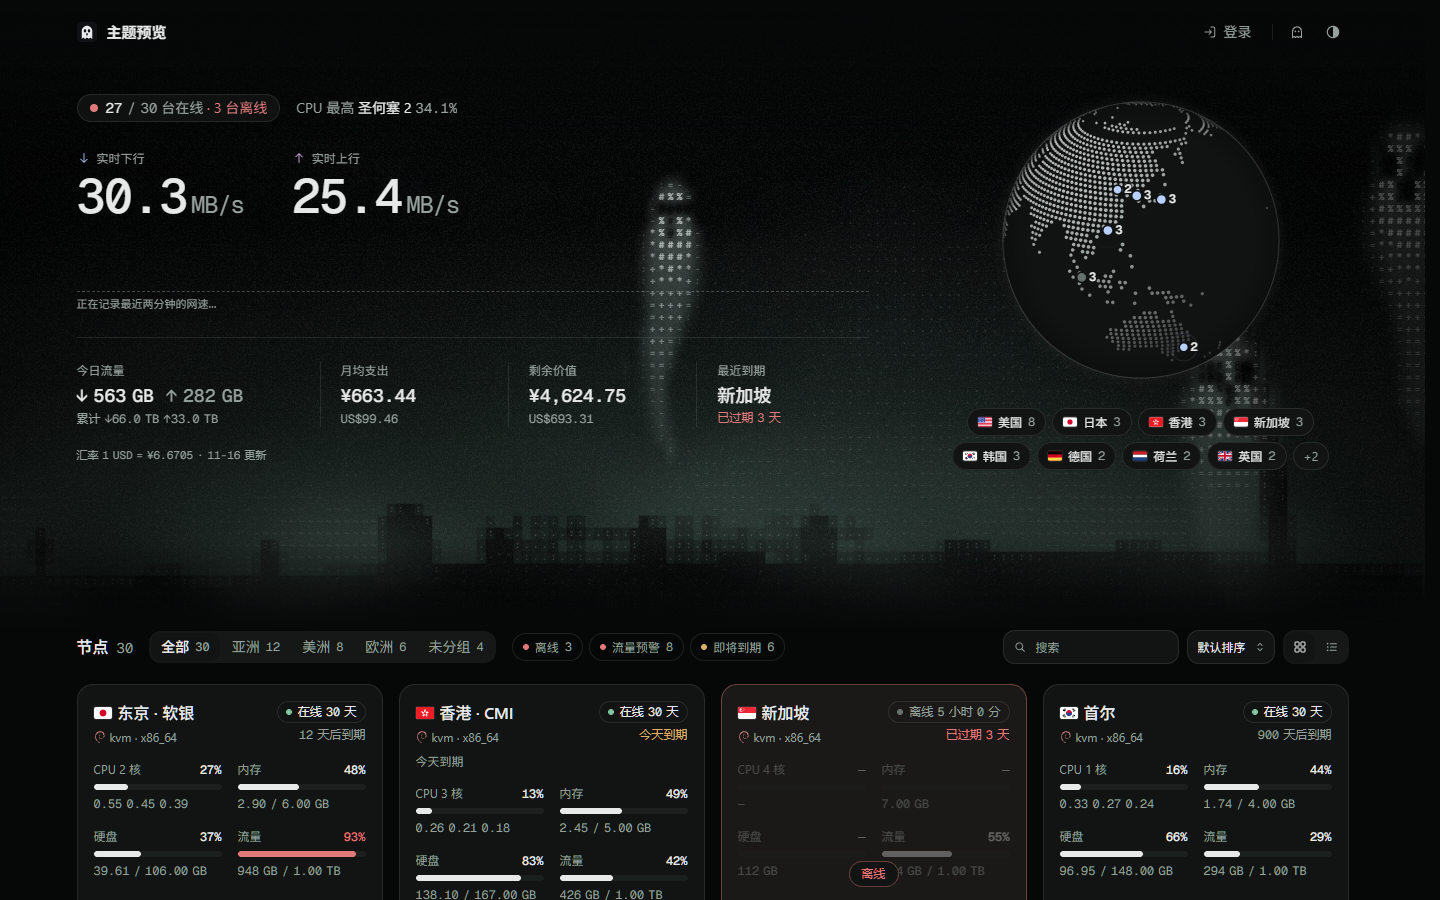 主题预览
登录
27 / 30 台在线 · 3 台离线
CPU 最高 圣何塞 2 34.1%
↓ 实时下行
↑ 实时上行
30.3 MB/s
25.4 MB/s
正在记录最近两分钟的网速...
今日流量
月均支出
剩余价值
最近到期
↓ 563 GB ↑ 282 GB
¥663.44
¥4,624.75
新加坡
累计 ↓66.0 TB ↑33.0 TB
US$99.46
US$693.31
已过期 3 天
汇率 1 USD = ¥6.6705 · 11-16 更新
2
3
3
3
3
2
美国 8
日本 3
香港 3
新加坡 3
韩国 3
德国 2
荷兰 2
英国 2
+2
节点 30
全部 30
亚洲 12
美洲 8
欧洲 6
未分组 4
离线 3
流量预警 8
即将到期 6
搜索
默认排序
东京 · 软银
在线 30 天
kvm · x86_64
12 天后到期
CPU 2 核 27%
内存 48%
0.55 0.45 0.39
2.90 / 6.00 GB
硬盘 37%
流量 93%
39.61 / 106.00 GB
948 GB / 1.00 TB
香港 · CMI
在线 30 天
kvm · x86_64
今天到期
今天到期
CPU 3 核 13%
内存 49%
0.26 0.21 0.18
2.45 / 5.00 GB
硬盘 83%
流量 42%
138.10 / 167.00 GB
426 GB / 1.00 TB
新加坡
离线 5 小时 0 分
kvm · x86_64
已过期 3 天
CPU 4 核 –
内存 –
–
7.00 GB
硬盘 –
流量 55%
112 GB
离线
4 GB / 1.00 TB
首尔
在线 30 天
kvm · x86_64
900 天后到期
CPU 1 核 16%
内存 44%
0.33 0.27 0.24
1.74 / 4.00 GB
硬盘 66%
流量 29%
96.95 / 148.00 GB
294 GB / 1.00 TB